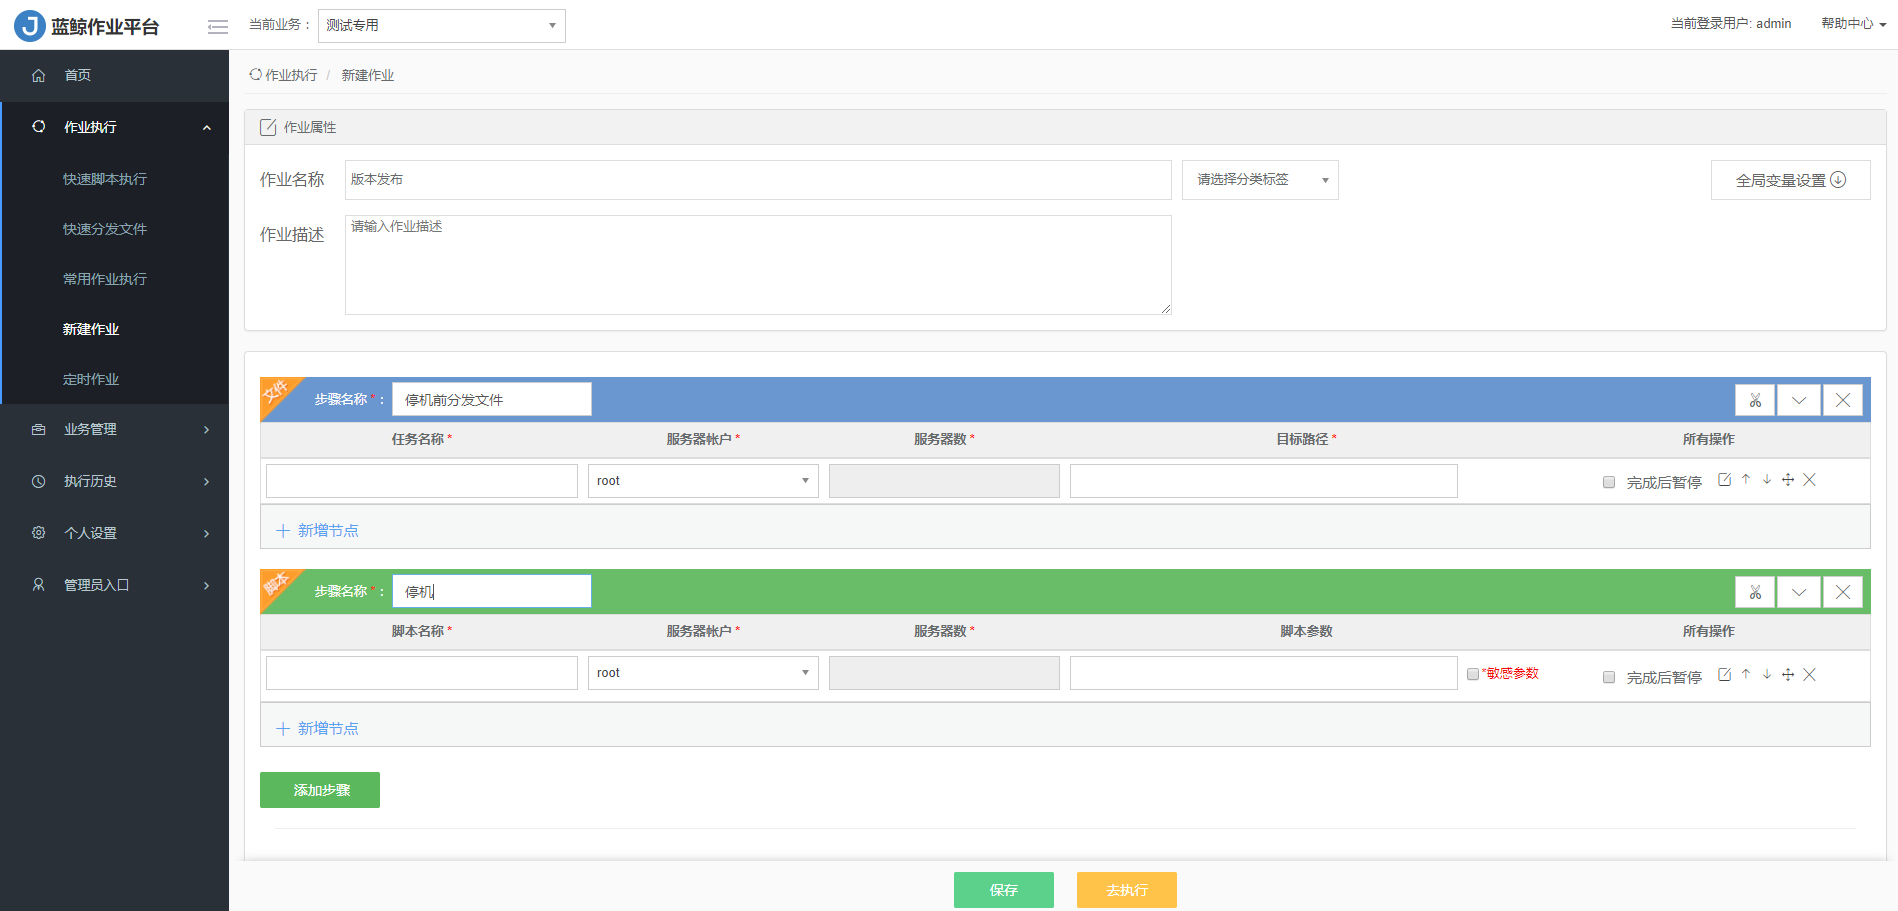 J 蓝鲸作业平台
当前业务： 测试专用
当前登录用户: admin 帮助中心
首页
作业执行
快速脚本执行
快速分发文件
常用作业执行
新建作业
定时作业
业务管理
执行历史
个人设置
管理员入口
作业执行 / 新建作业
作业属性
作业名称 版本发布 请选择分类标签 全局变量设置
作业描述 请输入作业描述
文件 步骤名称 * ： 停机前分发文件
任务名称 * 服务器帐户 * 服务器数 * 目标路径 * 所有操作
root 完成后暂停
新增节点
脚本 步骤名称 * ： 停机
脚本名称 * 服务器帐户 * 服务器数 * 脚本参数 所有操作
root *敏感参数 完成后暂停
新增节点
添加步骤
保存 去执行